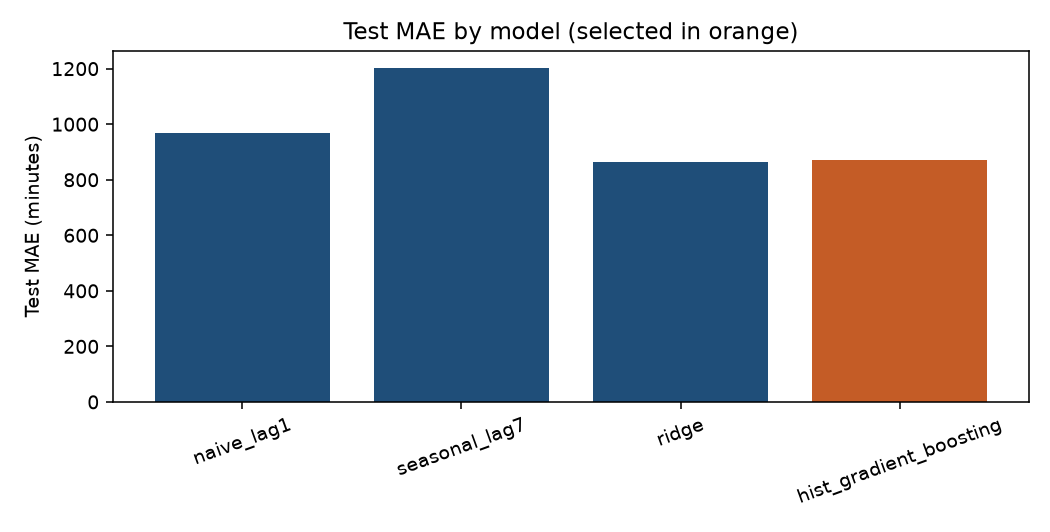 Test MAE by model (selected in orange)
Test MAE (minutes)
1200
1000
800
600
400
200
0
naive_lag1
seasonal_lag7
ridge
hist_gradient_boosting